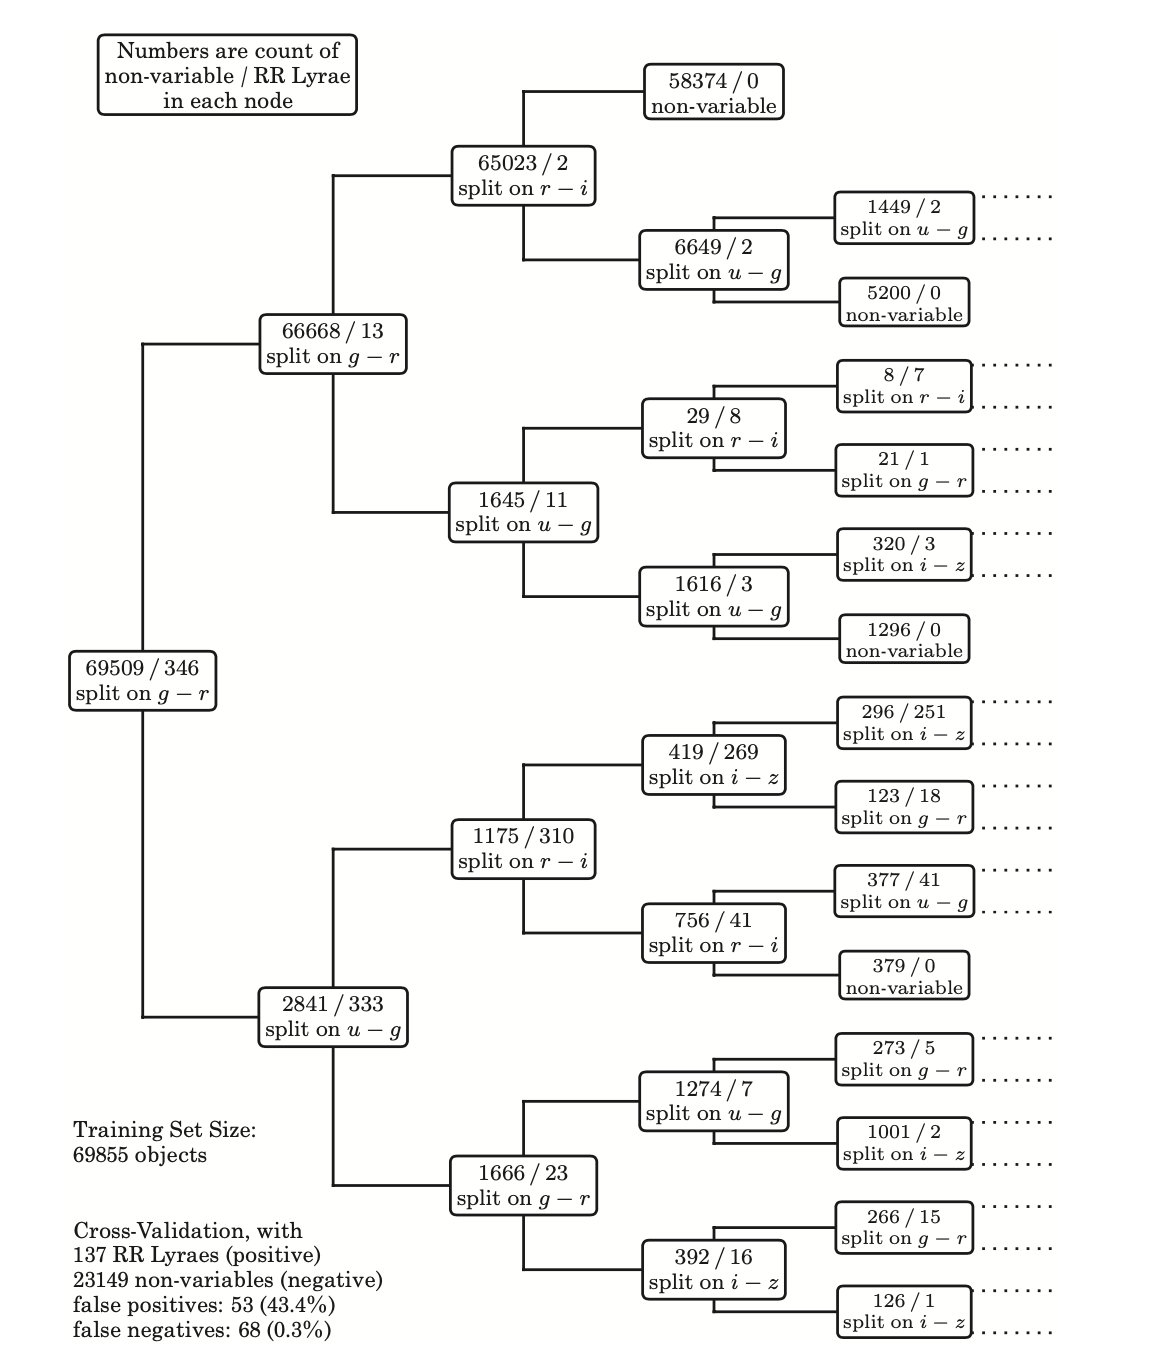 Numbers are count of
non-variable / RR Lyrae
in each node
58374 / 0
non-variable
65023 / 2
split on r − i
1449 / 2
split on u − g
6649 / 2
split on u − g
5200 / 0
non-variable
66668 / 13
split on g − r
8 / 7
split on r − i
29 / 8
split on r − i
21 / 1
split on g − r
1645 / 11
split on u − g
320 / 3
split on i − z
1616 / 3
split on u − g
1296 / 0
non-variable
69509 / 346
split on g − r
296 / 251
split on i − z
419 / 269
split on i − z
123 / 18
split on g − r
1175 / 310
split on r − i
377 / 41
split on u − g
756 / 41
split on r − i
379 / 0
non-variable
2841 / 333
split on u − g
273 / 5
split on g − r
1274 / 7
split on u − g
1001 / 2
split on i − z
1666 / 23
split on g − r
266 / 15
split on g − r
392 / 16
split on i − z
126 / 1
split on i − z
Training Set Size:
69855 objects
Cross-Validation, with
137 RR Lyraes (positive)
23149 non-variables (negative)
false positives: 53 (43.4%)
false negatives: 68 (0.3%)